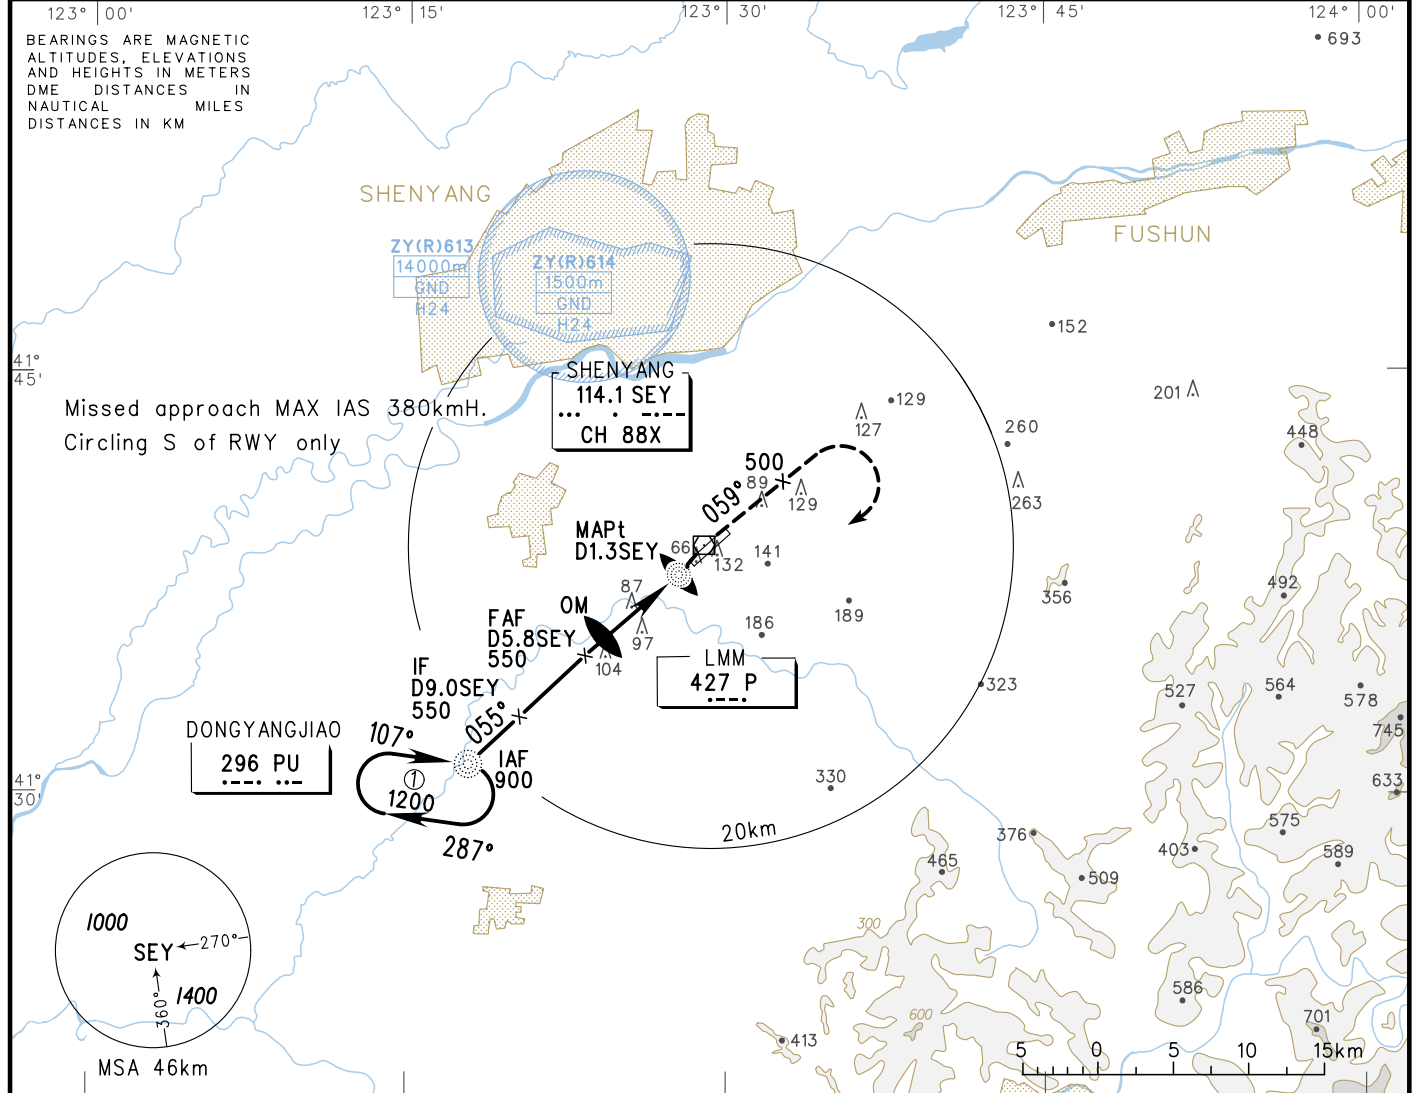 123° 00' 123° 15' 123° 30' 123° 45' 124° 00'
BEARINGS ARE MAGNETIC
ALTITUDES, ELEVATIONS
AND HEIGHTS IN METERS
DME DISTANCES IN
NAUTICAL MILES
DISTANCES IN KM
693
SHENYANG
FUSHUN
ZY(R)613
14000m
GND
H24
ZY(R)614
1500m
GND
H24
152
41°
45'
SHENYANG
114.1 SEY
CH 88X
Missed approach MAX IAS 380kmH.
Circling S of RWY only
129
127
201
260
448
263
500
89
129
059°
MAPt
D1.3SEY
66
132
141
87
356
492
189
OM
FAF
D5.8SEY
550
97
104
186
LMM
427 P
IF
D9.0SEY
550
323
527
564
578
745
055°
DONGYANGJIAO
296 PU
107°
1
1200
IAF
900
287°
41°
30'
330
633
20km
376
575
403
589
465
509
300
1000
SEY
270°
1400
360°
MSA 46km
586
600
701
413
5 0 5 10 15km